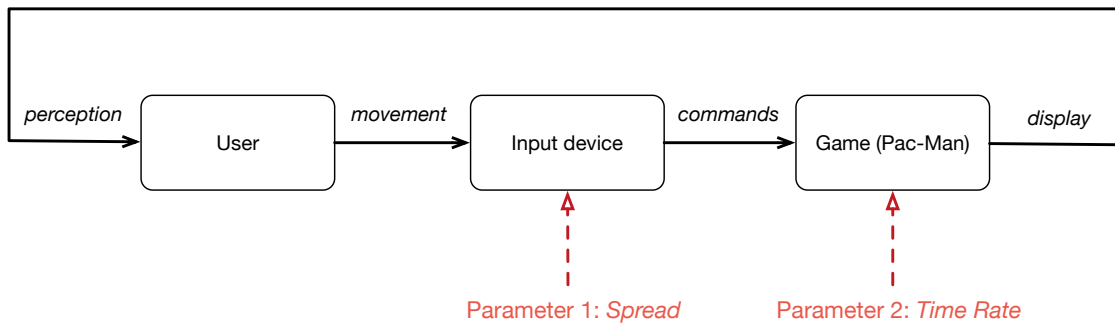 perception
User
movement
Input device
commands
Game (Pac-Man)
display
Parameter 1: Spread
Parameter 2: Time Rate